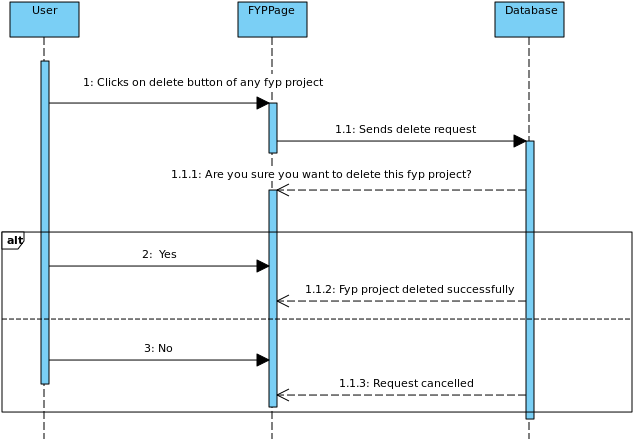 User
FYPPage
Database
1: Clicks on delete button of any fyp project
1.1: Sends delete request
1.1.1: Are you sure you want to delete this fyp project?
alt
2: Yes
1.1.2: Fyp project deleted successfully
3: No
1.1.3: Request cancelled